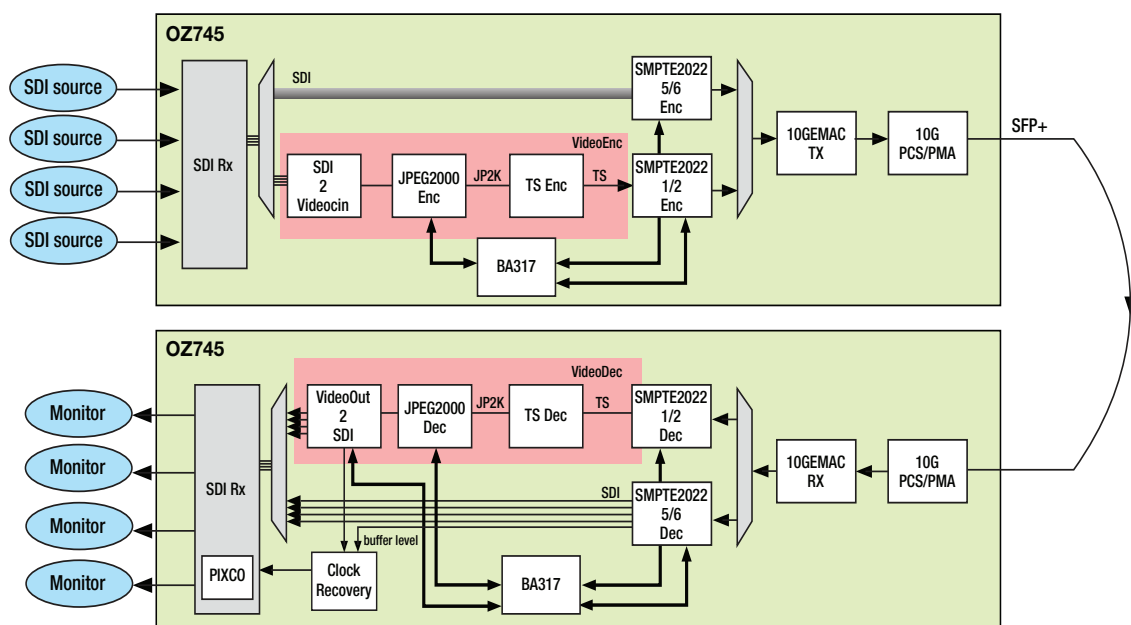 OZ745
SDI source
SDI source
SDI source
SDI source
SDI Rx
SDI
VideoEnc
SDI
2
Videocin
JPEG2000
Enc
JP2K
TS Enc
TS
SMPTE2022
5/6
Enc
SMPTE2022
1/2
Enc
BA317
10GEMAC
TX
10G
PCS/PMA
SFP+
OZ745
Monitor
Monitor
Monitor
Monitor
SDI Rx
PIXCO
VideoDec
VideoOut
2
SDI
JPEG2000
Dec
JP2K
TS Dec
TS
SMPTE2022
1/2
Dec
SDI
SMPTE2022
5/6
Dec
buffer level
Clock
Recovery
BA317
10GEMAC
RX
10G
PCS/PMA